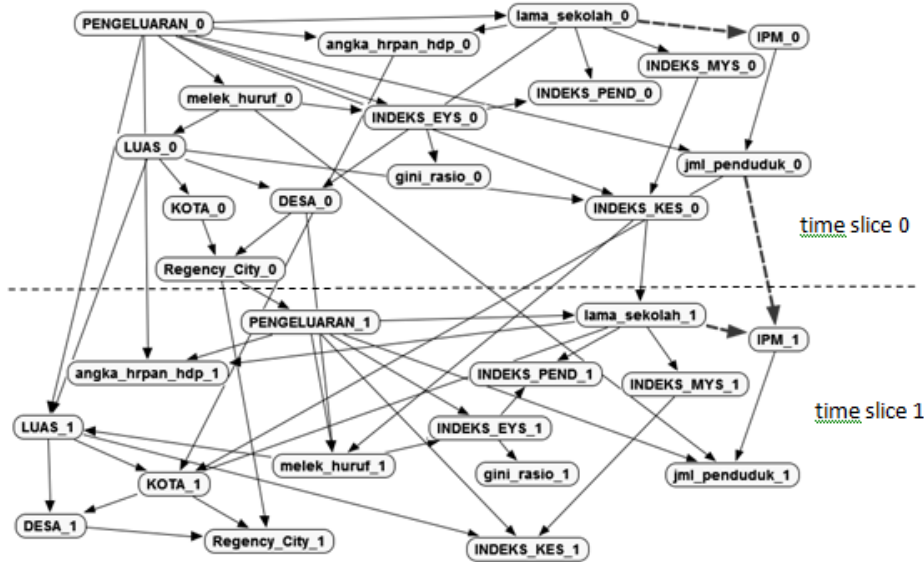 PENGELUARAN_0
lama_sekolah_0
angka_hrpan_hdp_0
IPM_0
INDEKS_MYS_0
melek_huruf_0
INDEKS_PEND_0
INDEKS_EYS_0
LUAS_0
gini_rasio_0
jml_penduduk_0
KOTA_0
DESA_0
INDEKS_KES_0
time slice 0
Regency_City_0
PENGELUARAN_1
lama_sekolah_1
IPM_1
angka_hrpan_hdp_1
INDEKS_PEND_1
INDEKS_MYS_1
time slice 1
LUAS_1
INDEKS_EYS_1
melek_huruf_1
gini_rasio_1
jml_penduduk_1
KOTA_1
DESA_1
Regency_City_1
INDEKS_KES_1